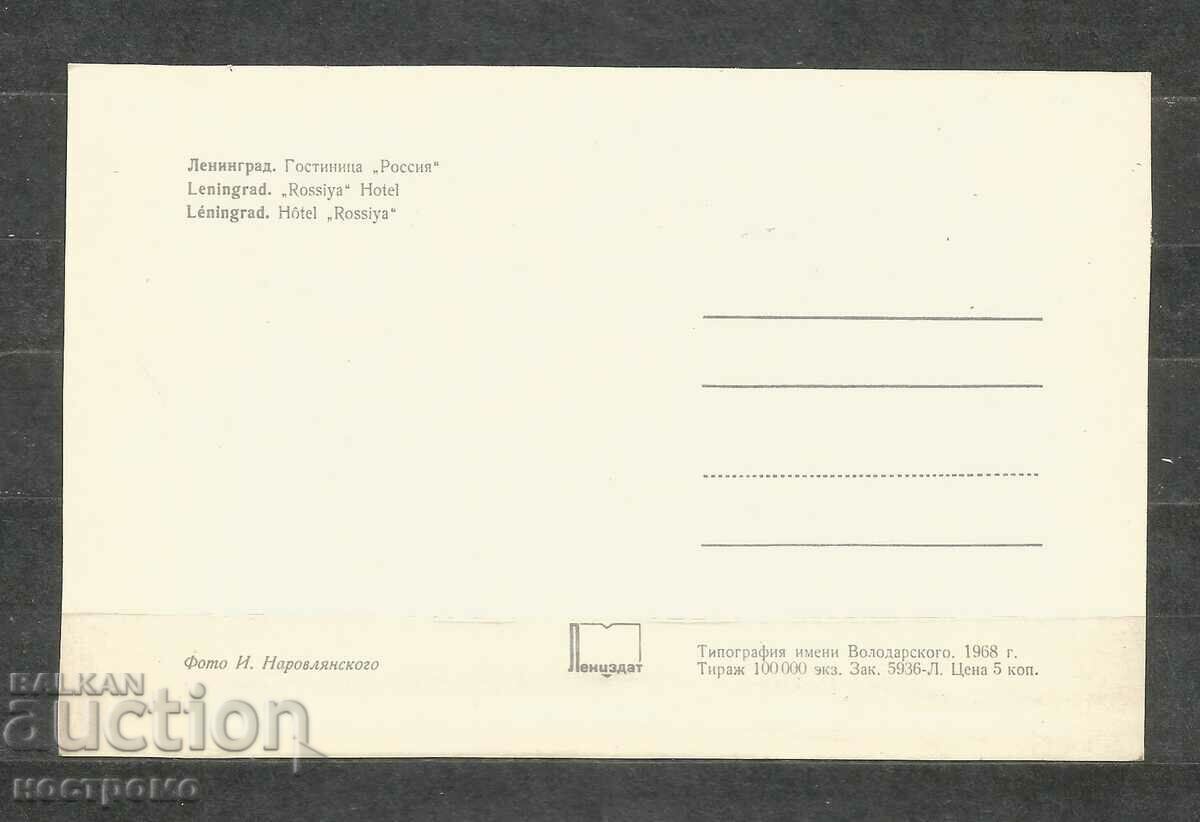 Ленинград. Гостиница „Россия“
Leningrad. „Rossiya“ Hotel
Léningrad. Hôtel „Rossiya“
Фото И. Наровлянского
Лениздат
Типография имени Володарского. 1968 г.
Тираж 100 000 экз. Зак. 5936-Л. Цена 5 коп.
BALKAN
auction
нострomo